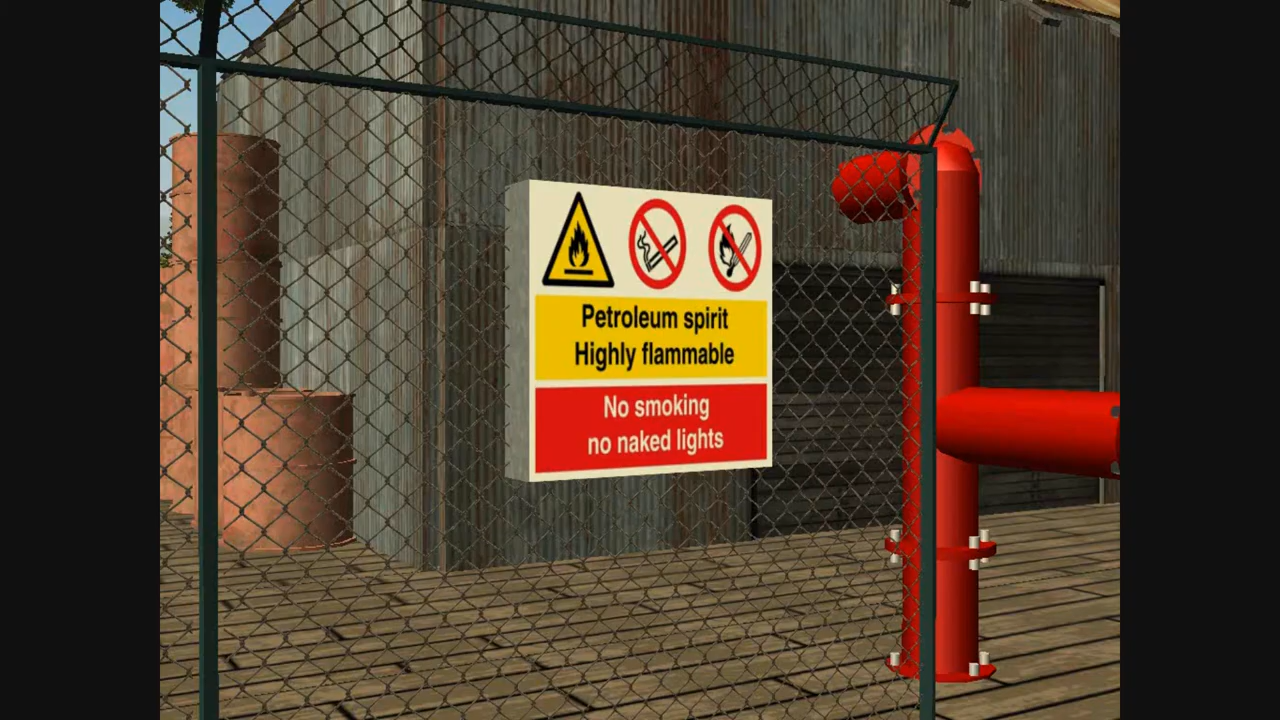 Petroleum spirit
Highly flammable
No smoking
no naked lights